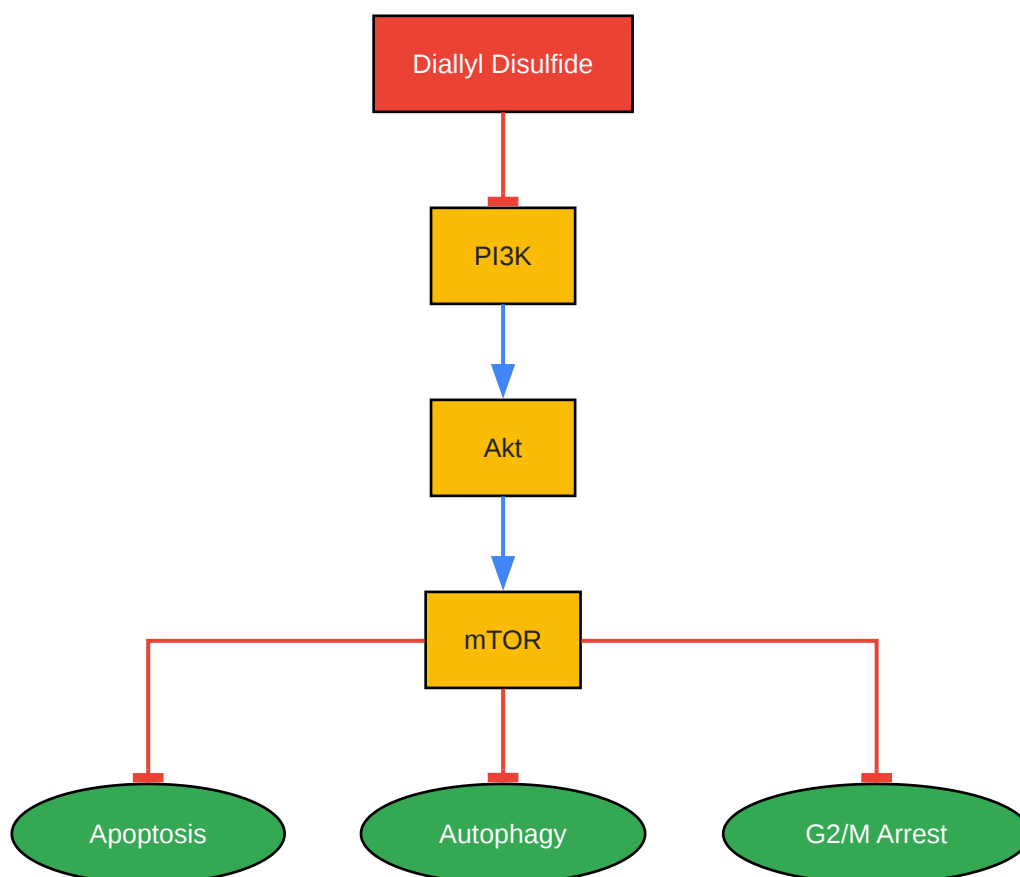 Diallyl Disulfide
PI3K
Akt
mTOR
Apoptosis
Autophagy
G2/M Arrest